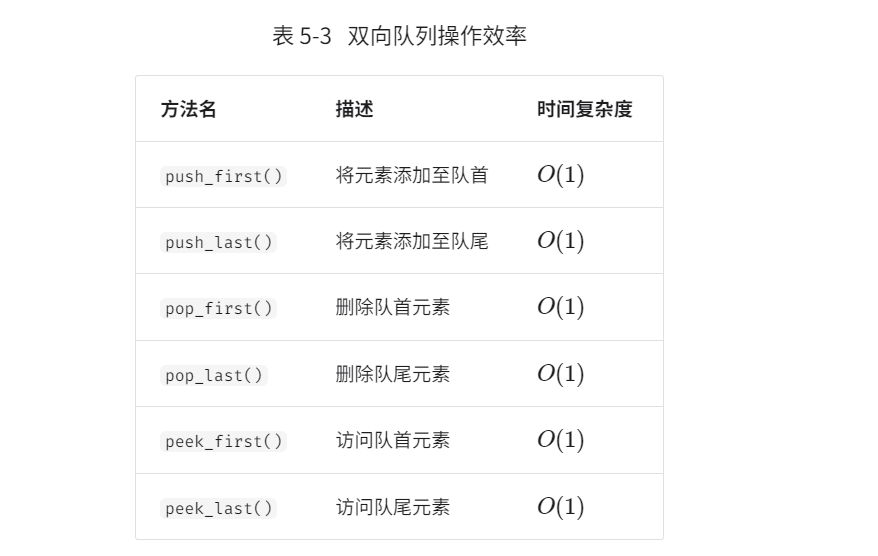 表 5-3 双向队列操作效率
方法名 描述 时间复杂度
push_first() 将元素添加至队首 O(1)
push_last() 将元素添加至队尾 O(1)
pop_first() 删除队首元素 O(1)
pop_last() 删除队尾元素 O(1)
peek_first() 访问队首元素 O(1)
peek_last() 访问队尾元素 O(1)